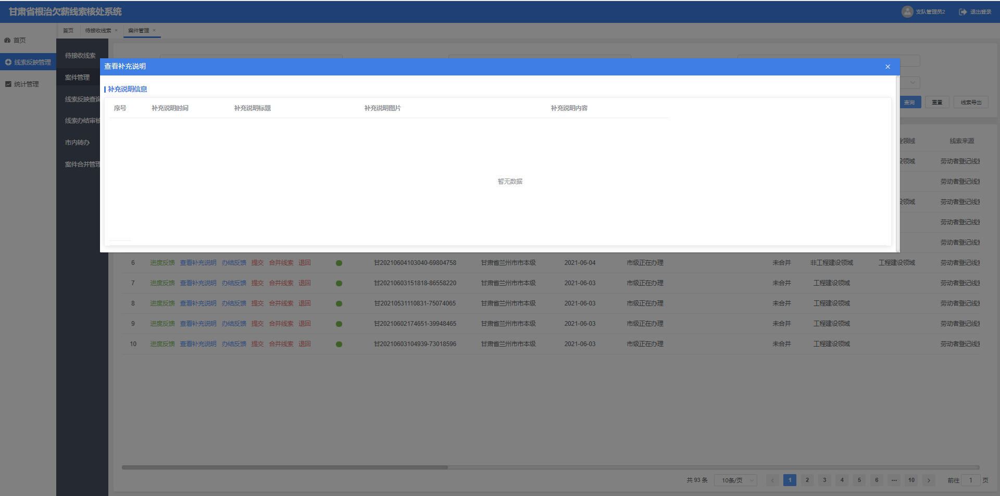 甘肃省根治欠薪线索核处系统
支队管理员2
退出登录
首页
待接收线索 ×
案件管理 ×
首页
线索反映管理
统计管理
待接收线索
案件管理
线索反映查询
线索办结审核
市内转办
案件合并管理
查询
重置
线索导出
查看补充说明
×
补充说明信息
序号 补充说明时间 补充说明标题 补充说明图片 补充说明内容
暂无数据
业领域 线索来源
设领域 劳动者登记线索
劳动者登记线索
设领域 劳动者登记线索
劳动者登记线索
劳动者登记线索
6 进度反馈 查看补充说明 办结反馈 提交 合并线索 退回 甘20210604103040-69804758 甘肃省兰州市市本级 2021-06-04 市级正在办理 未合并 非工程建设领域 工程建设领域 劳动者登记线索
7 进度反馈 查看补充说明 办结反馈 提交 合并线索 退回 甘20210603151818-86558220 甘肃省兰州市市本级 2021-06-03 市级正在办理 未合并 工程建设领域 劳动者登记线索
8 进度反馈 查看补充说明 办结反馈 提交 合并线索 退回 甘20210531110831-75074065 甘肃省兰州市市本级 2021-06-03 市级正在办理 未合并 工程建设领域 劳动者登记线索
9 进度反馈 查看补充说明 办结反馈 提交 合并线索 退回 甘20210602174651-39948465 甘肃省兰州市市本级 2021-06-03 市级正在办理 未合并 工程建设领域 劳动者登记线索
10 进度反馈 查看补充说明 办结反馈 提交 合并线索 退回 甘20210603104939-73018596 甘肃省兰州市市本级 2021-06-03 市级正在办理 未合并 工程建设领域 劳动者登记线索
共 93 条 10条/页 < 1 2 3 4 5 6 ··· 10 > 前往 1 页